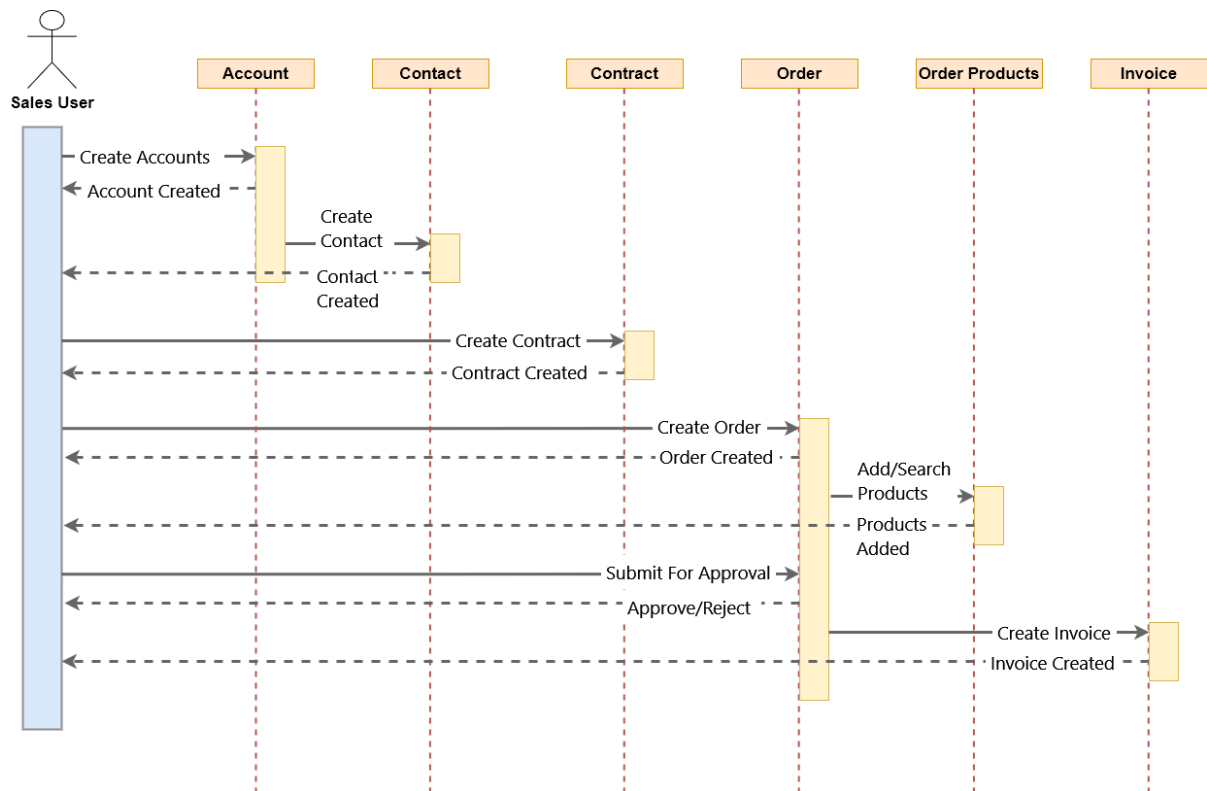 Sales User
Account
Contact
Contract
Order
Order Products
Invoice
Create Accounts
Account Created
Create
Contact
Contact
Created
Create Contract
Contract Created
Create Order
Order Created
Add/Search
Products
Products
Added
Submit For Approval
Approve/Reject
Create Invoice
Invoice Created